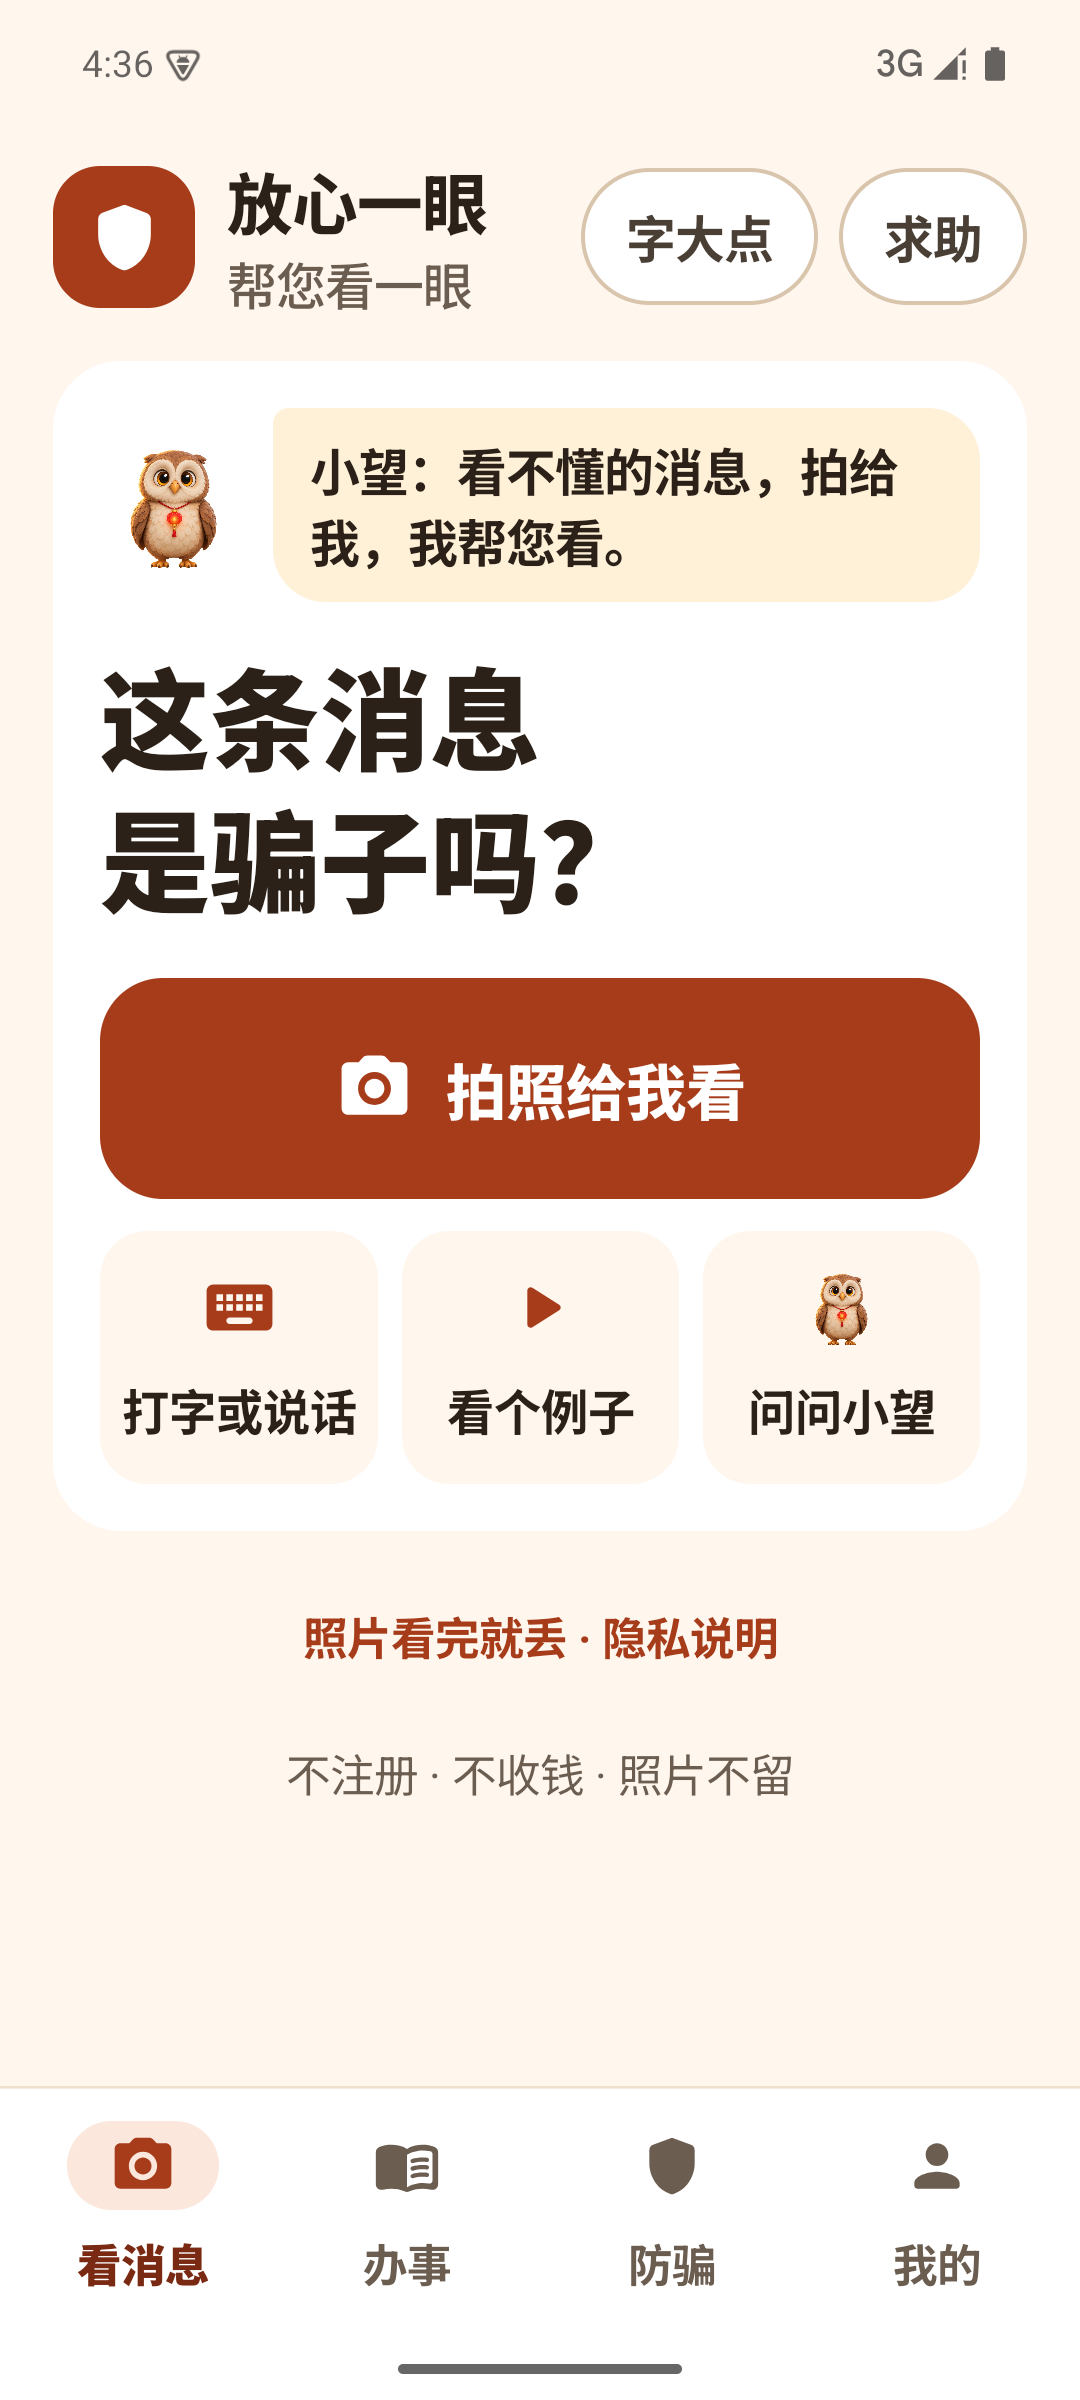 4:36
3G
放心一眼
帮您看一眼
字大点
求助
小望：看不懂的消息，拍给
我，我帮您看。
这条消息
是骗子吗？
拍照给我看
打字或说话
看个例子
问问小望
照片看完就丢 · 隐私说明
不注册 · 不收钱 · 照片不留
看消息
办事
防骗
我的